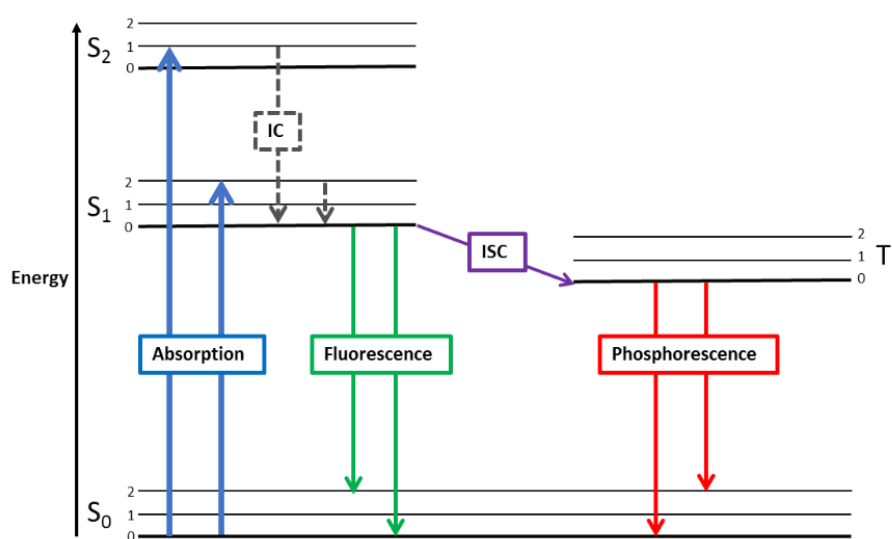 2
S2 1
0
IC
2
S1 1
0
2
ISC
1 T
0
Energy
Absorption
Fluorescence
Phosphorescence
2
S0 1
0